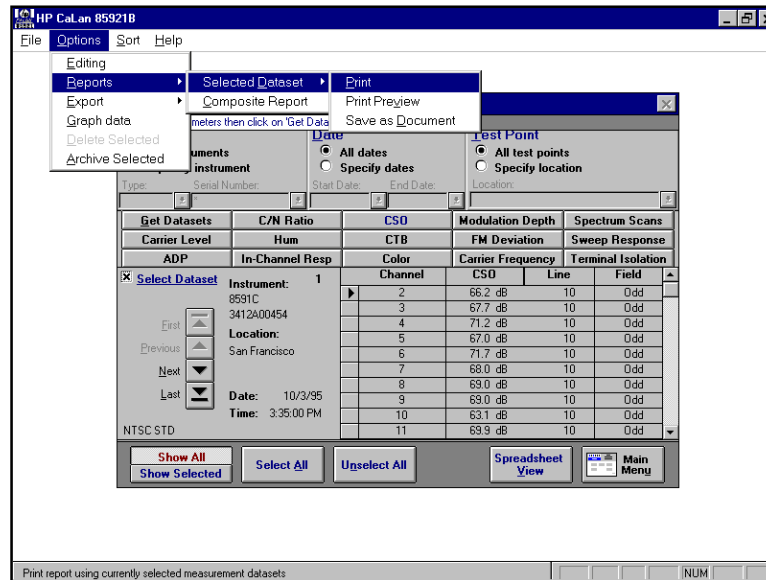 HP CaLan 85921B
File Options Sort Help
Editing
Reports Selected Dataset Print
Export Composite Report Print Preview
Graph data Save as Document
Delete Selected
Archive Selected
meters then click on 'Get Data
Date Test Point
uments All dates All test points
instrument Specify dates Specify location
Type: Serial Number: Start Date: End Date: Location:
Get Datasets C/N Ratio CSO Modulation Depth Spectrum Scans
Carrier Level Hum CTB FM Deviation Sweep Response
ADP In-Channel Resp Color Carrier Frequency Terminal Isolation
Select Dataset Instrument: 1
8591C
3412A00454
Location:
San Francisco
Date: 10/3/95
Time: 3:35:00 PM
First
Previous
Next
Last
NTSC STD
Channel CSO Line Field
2 66.2 dB 10 Odd
3 67.7 dB 10 Odd
4 71.2 dB 10 Odd
5 67.0 dB 10 Odd
6 71.7 dB 10 Odd
7 68.0 dB 10 Odd
8 69.0 dB 10 Odd
9 69.0 dB 10 Odd
10 63.1 dB 10 Odd
11 69.9 dB 10 Odd
Show All
Show Selected
Select All
Unselect All
Spreadsheet View
Main Menu
Print report using currently selected measurement datasets NUM